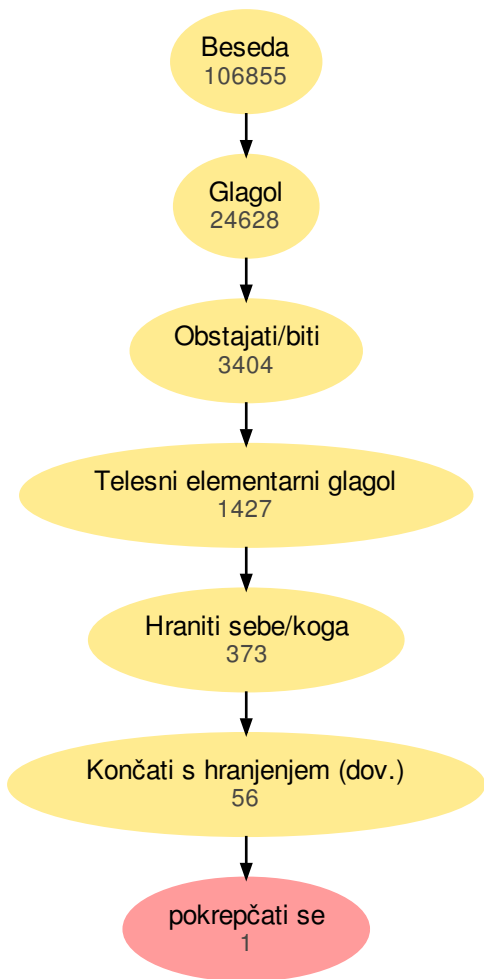 Beseda
106855
Glagol
24628
Obstajati/biti
3404
Telesni elementarni glagol
1427
Hraniti sebe/koga
373
Končati s hranjenjem (dov.)
56
pokrepčati se
1